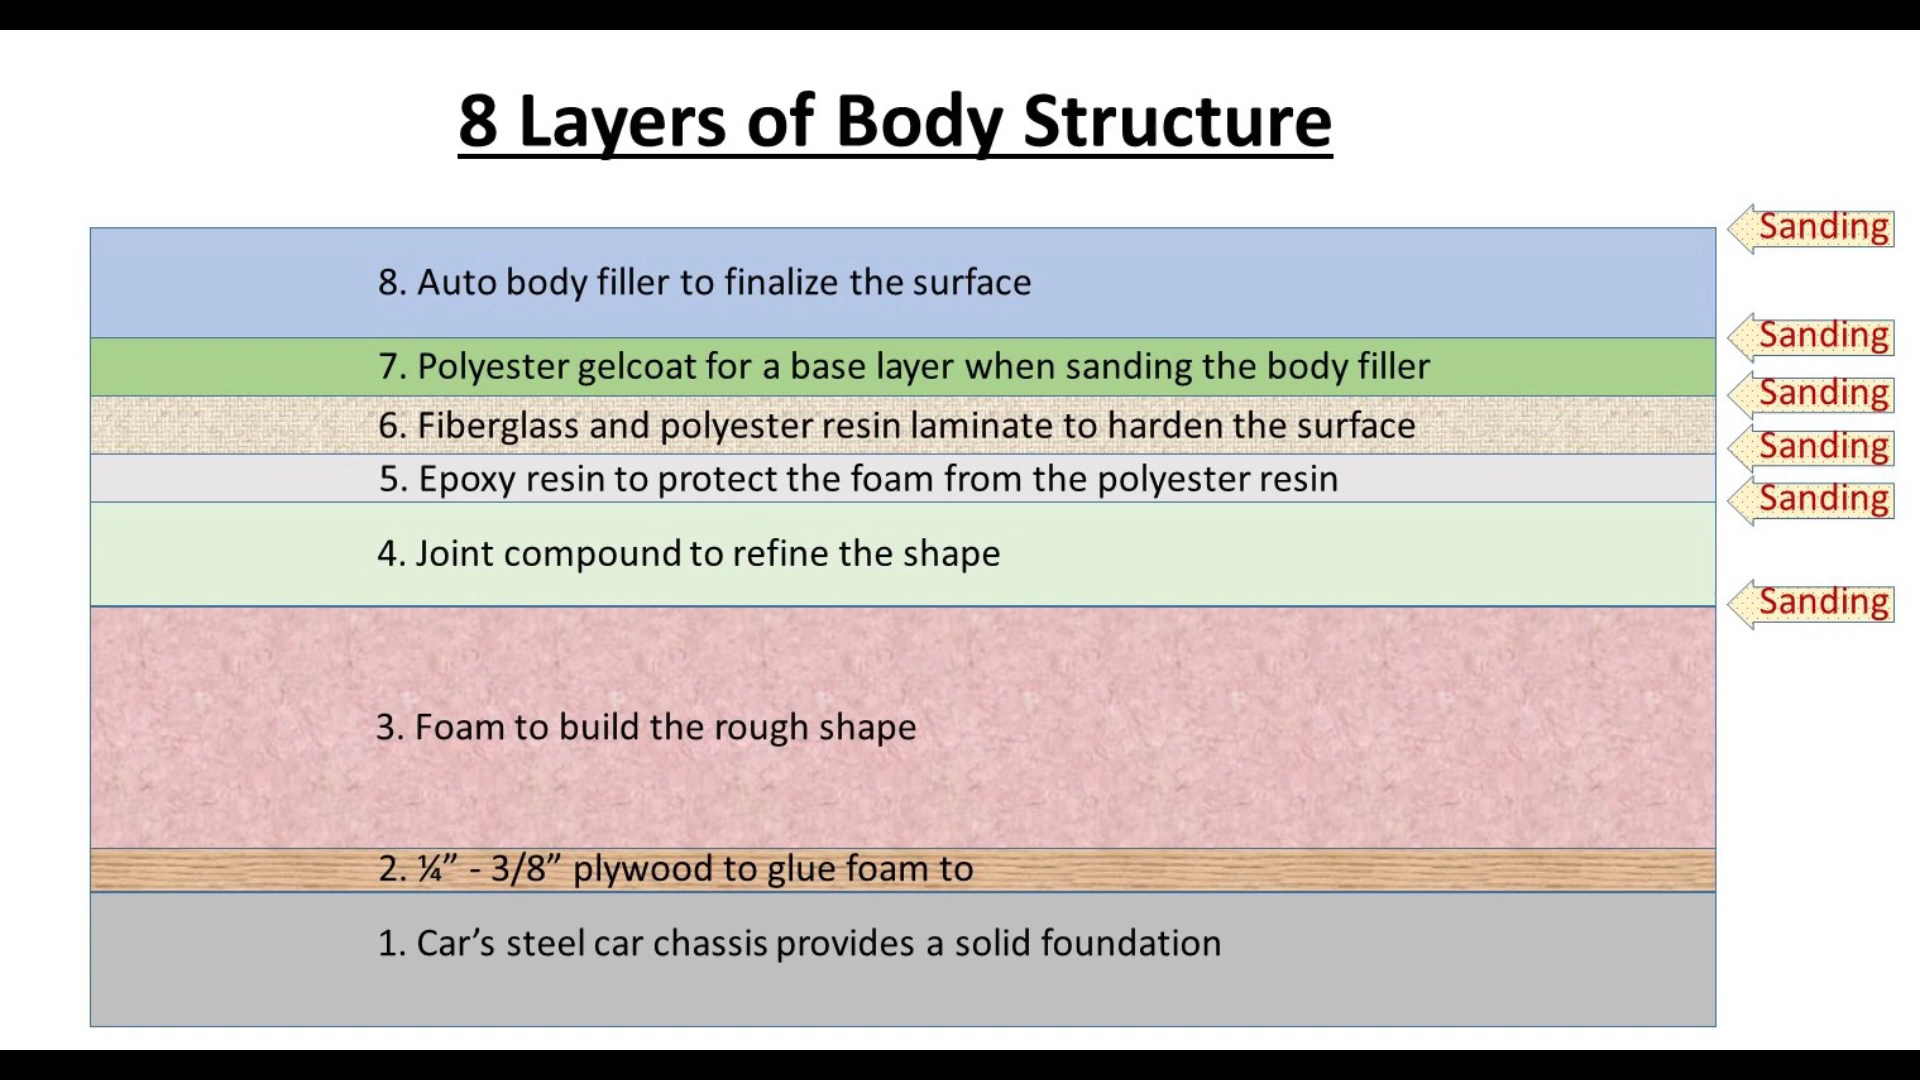 8 Layers of Body Structure
Sanding
8. Auto body filler to finalize the surface
Sanding
7. Polyester gelcoat for a base layer when sanding the body filler
Sanding
6. Fiberglass and polyester resin laminate to harden the surface
Sanding
5. Epoxy resin to protect the foam from the polyester resin
Sanding
4. Joint compound to refine the shape
Sanding
3. Foam to build the rough shape
2. ¼” - 3/8” plywood to glue foam to
1. Car’s steel car chassis provides a solid foundation